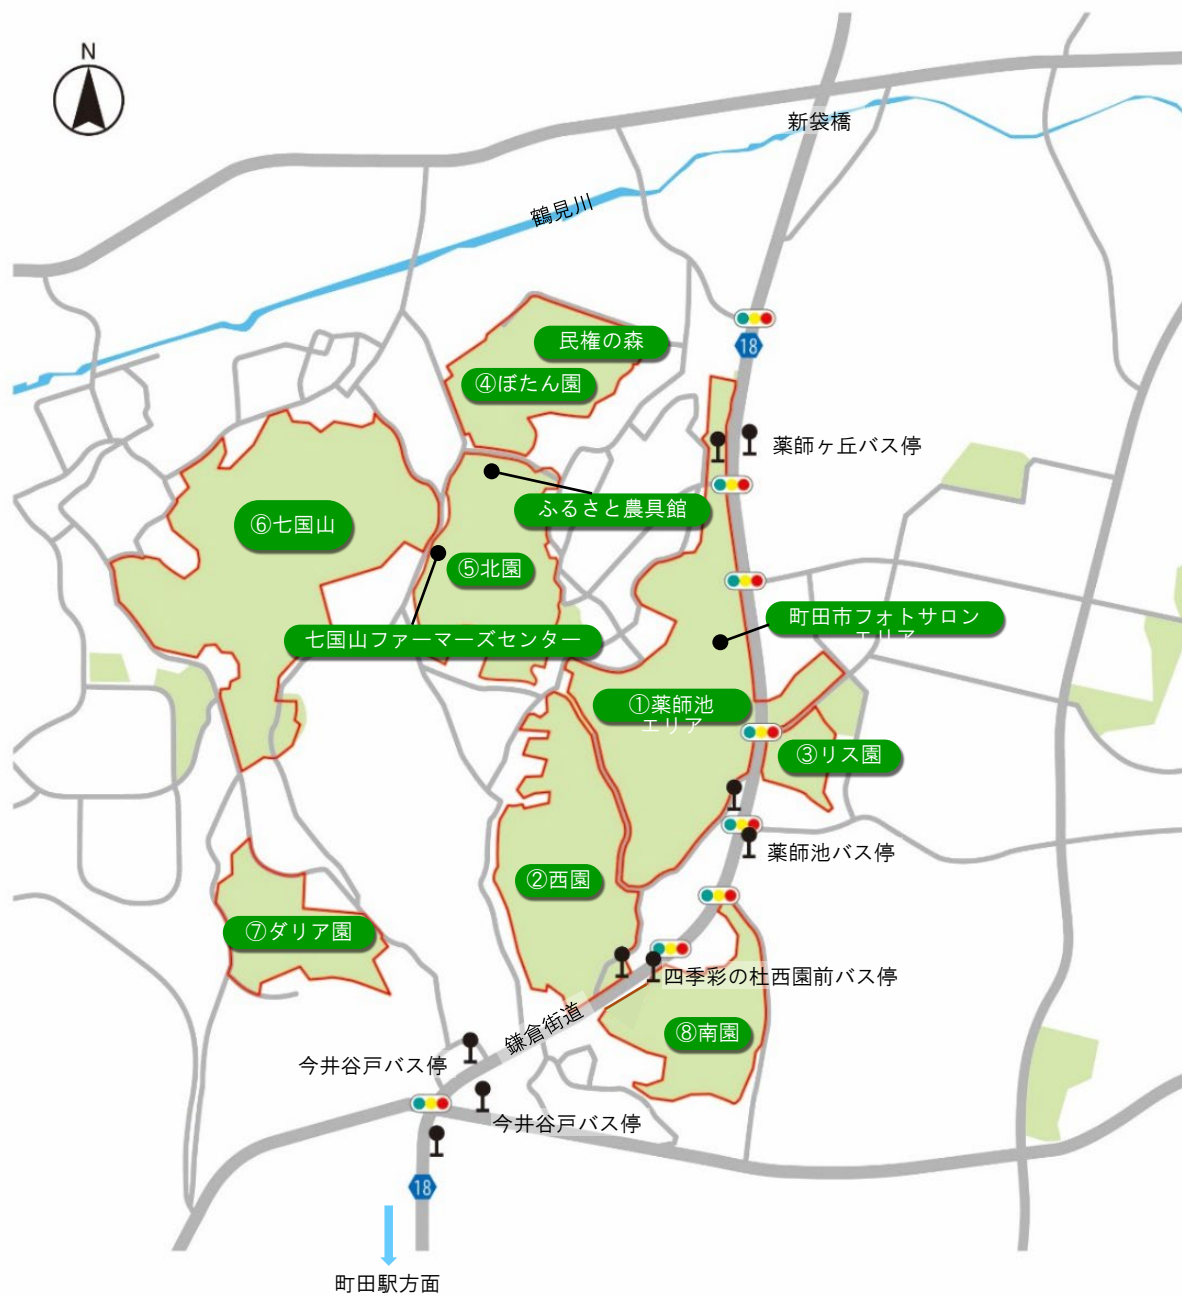 N
新袋橋
鶴見川
民権の森
18
④ぼたん園
薬師ヶ丘バス停
ふるさと農具館
⑥七国山
⑤北園
町田市フォトサロン
エリア
七国山ファーマーズセンター
①薬師池
エリア
③リス園
薬師池バス停
②西園
⑦ダリア園
四季彩の杜西園前バス停
鎌倉街道
⑧南園
今井谷戸バス停
今井谷戸バス停
18
町田駅方面